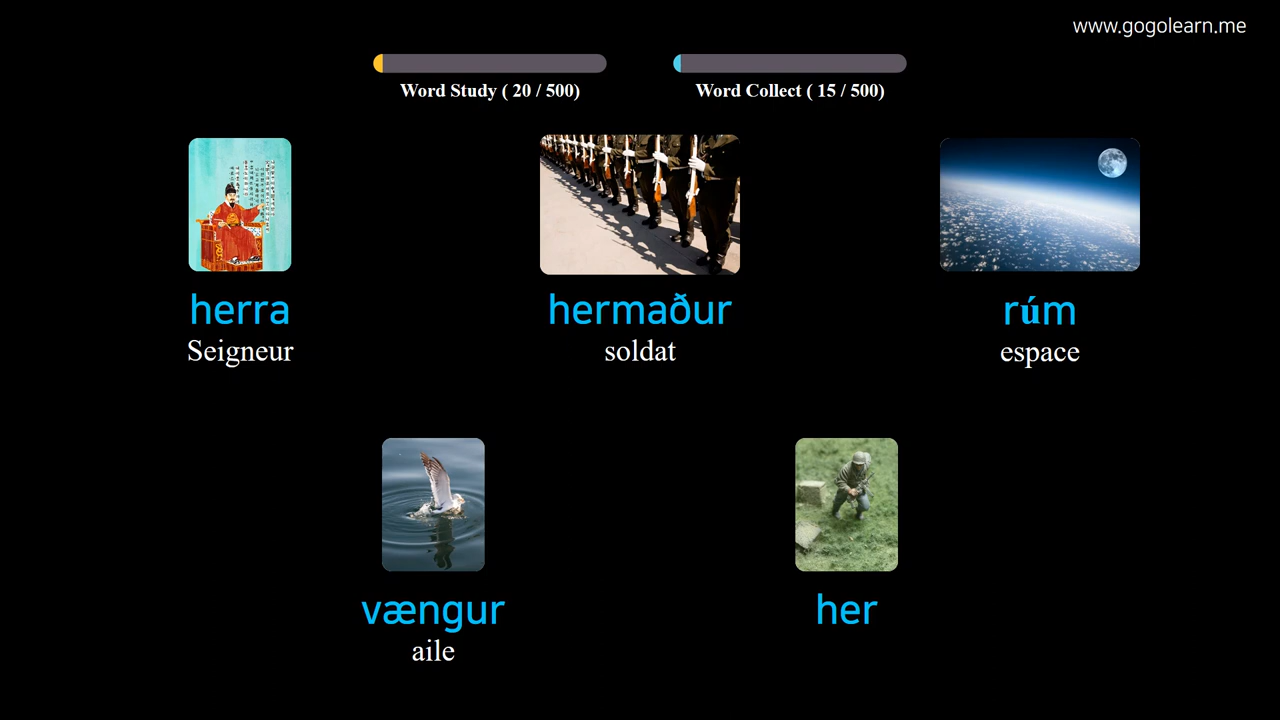 www.gogolearn.me
Word Study ( 20 / 500)
Word Collect ( 15 / 500)
herra
Seigneur
hermaður
soldat
rúm
espace
vængur
aile
her